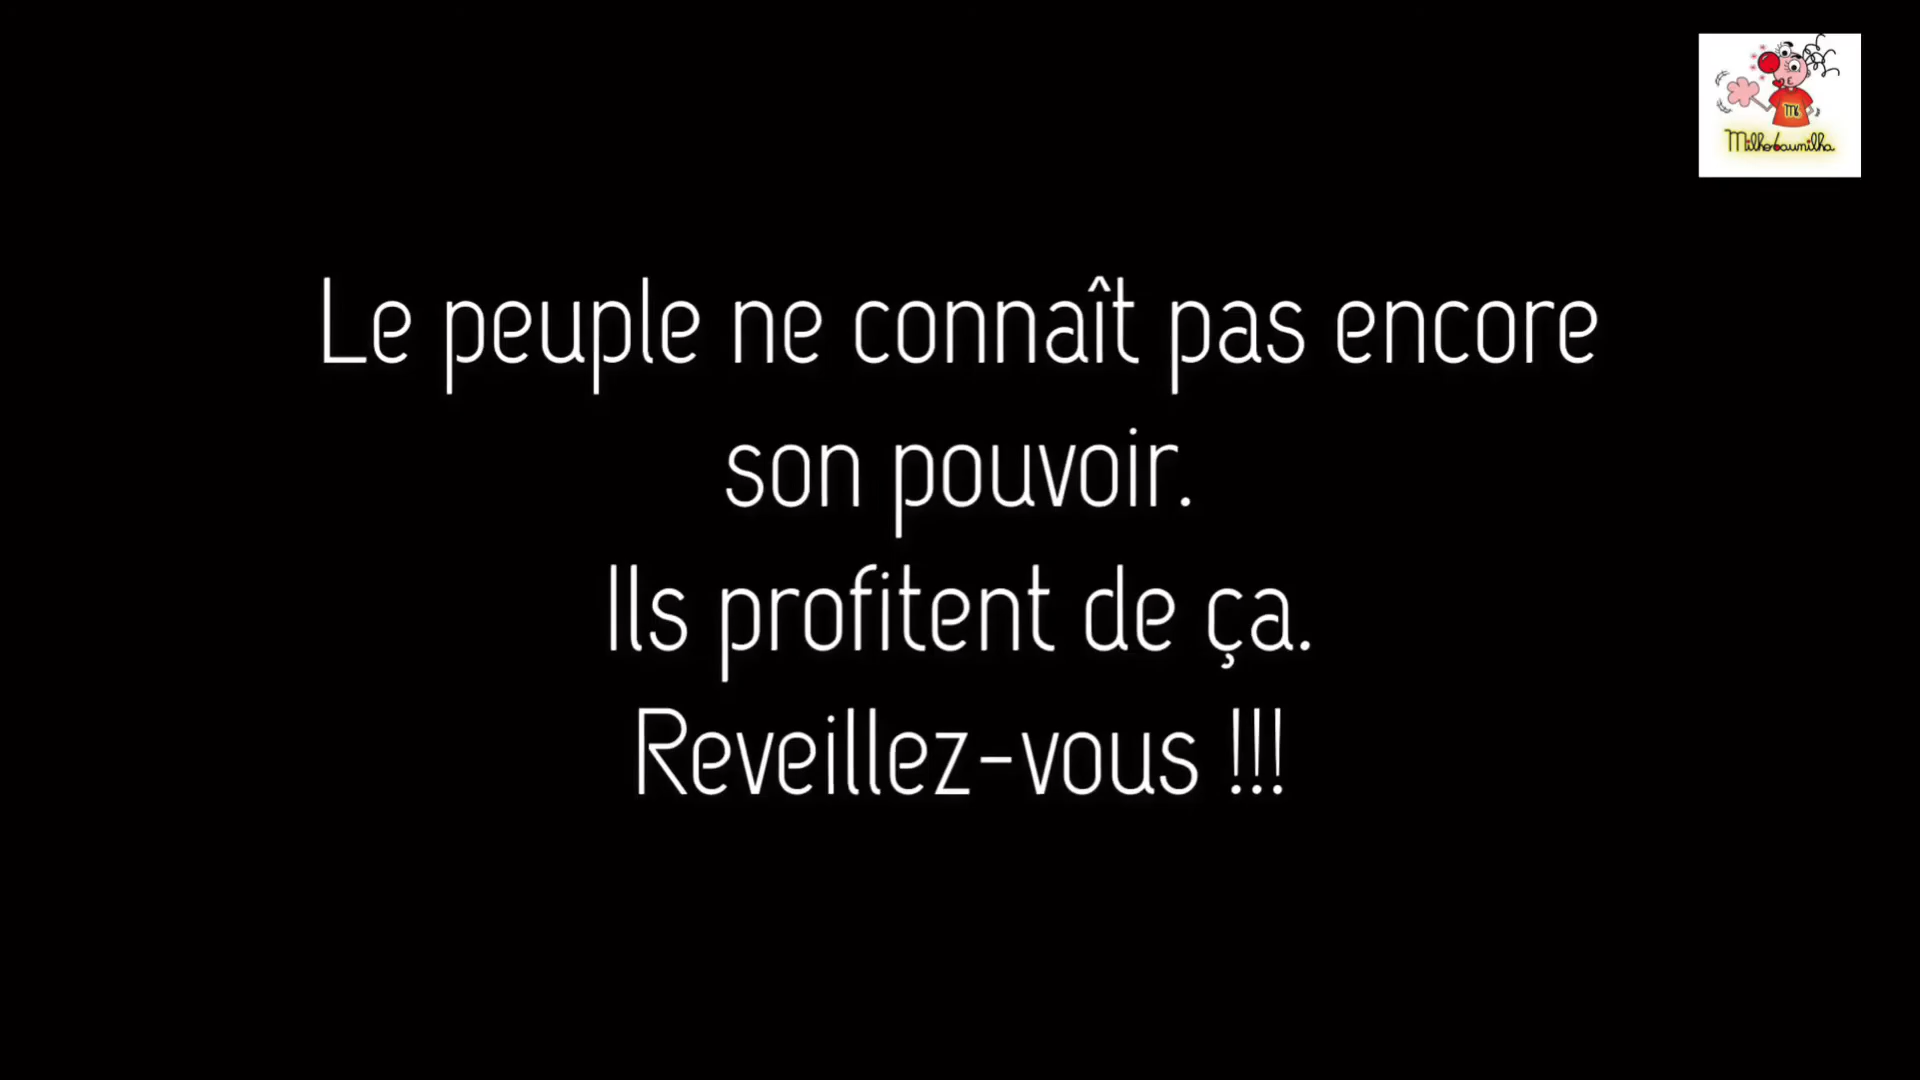 Le peuple ne connaît pas encore
son pouvoir.
Ils profitent de ça.
Reveillez-vous !!!